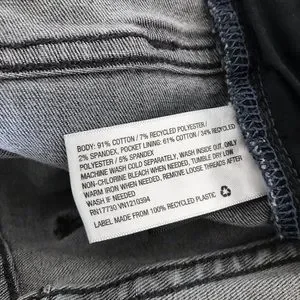 BODY: 91% COTTON / 7% RECYCLED POLYESTER /
2% SPANDEX, POCKET LINING: 61% COTTON / 34% RECYCLED
POLYESTER / 5% SPANDEX
MACHINE WASH COLD SEPARATELY, WASH INSIDE OUT, ONLY
NON-CHLORINE BLEACH WHEN NEEDED, TUMBLE DRY LOW
WARM IRON WHEN NEEDED. REMOVE LOOSE THREADS AFTER
WASH IF NEEDED
RN17730 VN1210394
LABEL MADE FROM 100% RECYCLED PLASTIC